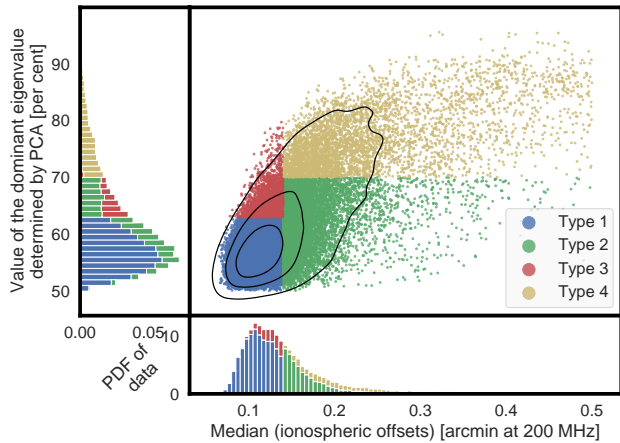 Value of the dominant eigenvalue
determined by PCA [per cent]
90
80
70
60
50
Type 1
Type 2
Type 3
Type 4
0.00
0.05
PDF of
data
10
0
0.1
0.2
0.3
0.4
0.5
Median (ionospheric offsets) [arcmin at 200 MHz]